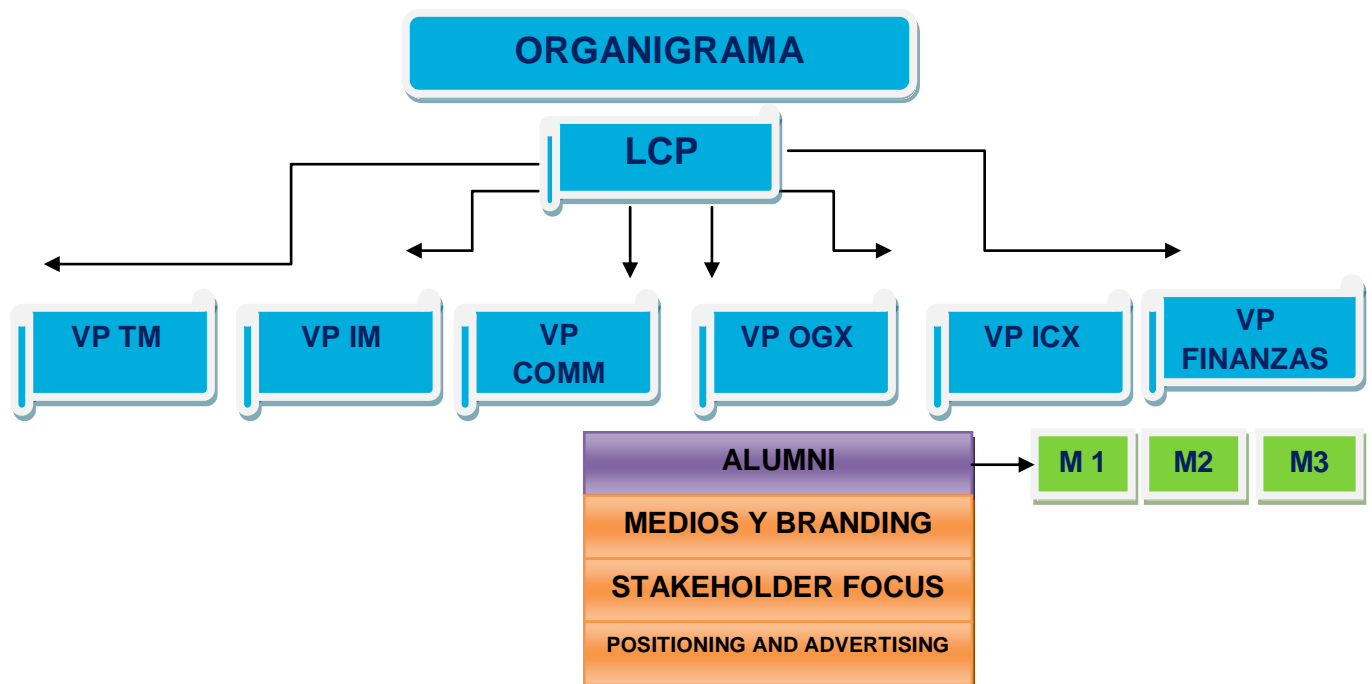 ORGANIGRAMA
LCP
VP TM
VP IM
VP
COMM
VP OGX
VP ICX
VP
FINANZAS
ALUMNI
M 1
M2
M3
MEDIOS Y BRANDING
STAKEHOLDER FOCUS
POSITIONING AND ADVERTISING